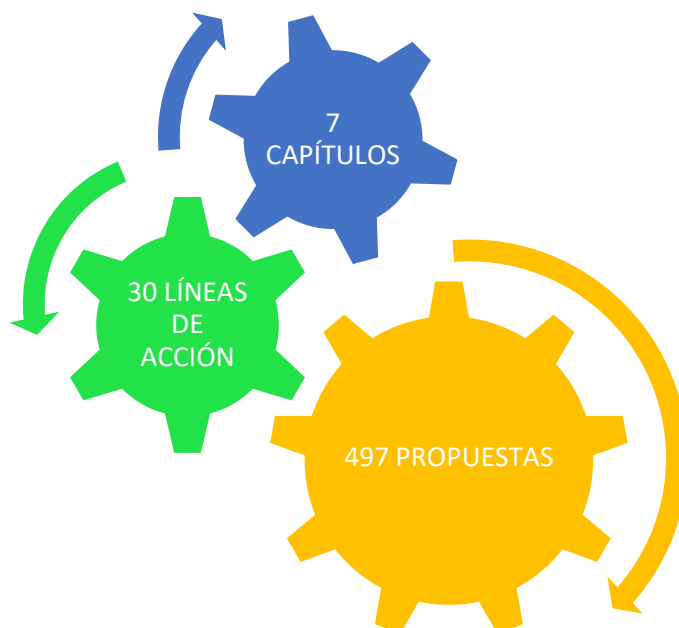 7
CAPÍTULOS
30 LÍNEAS
DE
ACCIÓN
497 PROPUESTAS